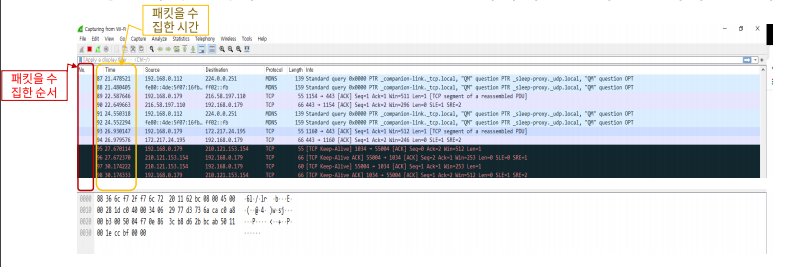 패킷을 수
집한 시간
Capturing from Wi-Fi
File Edit View Go Capture Analyze Statistics Telephony Wireless Tools Help
Apply a display filter ... <Ctrl-/>
No. Time Source Destination Protocol Length Info
패킷을 수
집한 순서
87 21.478521 192.168.0.112 224.0.0.251 MDNS 139 Standard query 0x0000 PTR _companion-link._tcp.local, "QM" question PTR _sleep-proxy._udp.local, "QM" question OPT
88 21.480405 fe80::4de:5f07:16fb… ff02::fb MDNS 159 Standard query 0x0000 PTR _companion-link._tcp.local, "QM" question PTR _sleep-proxy._udp.local, "QM" question OPT
89 22.587646 192.168.0.179 216.58.197.110 TCP 55 1154 → 443 [ACK] Seq=1 Ack=1 Win=511 Len=1 [TCP segment of a reassembled PDU]
90 22.649663 216.58.197.110 192.168.0.179 TCP 66 443 → 1154 [ACK] Seq=1 Ack=2 Win=296 Len=0 SLE=1 SRE=2
91 24.550318 192.168.0.112 224.0.0.251 MDNS 139 Standard query 0x0000 PTR _companion-link._tcp.local, "QM" question PTR _sleep-proxy._udp.local, "QM" question OPT
92 24.552294 fe80::4de:5f07:16fb… ff02::fb MDNS 159 Standard query 0x0000 PTR _companion-link._tcp.local, "QM" question PTR _sleep-proxy._udp.local, "QM" question OPT
93 26.930147 192.168.0.179 172.217.24.195 TCP 55 1160 → 443 [ACK] Seq=1 Ack=1 Win=512 Len=1 [TCP segment of a reassembled PDU]
94 26.979576 172.217.24.195 192.168.0.179 TCP 66 443 → 1160 [ACK] Seq=1 Ack=2 Win=248 Len=0 SLE=1 SRE=2
95 27.670114 192.168.0.179 210.121.153.154 TCP 55 [TCP Keep-Alive] 1034 → 55004 [ACK] Seq=0 Ack=2 Win=512 Len=1
96 27.672370 210.121.153.154 192.168.0.179 TCP 66 [TCP Keep-Alive ACK] 55004 → 1034 [ACK] Seq=2 Ack=1 Win=253 Len=0 SLE=0 SRE=1
97 30.174222 210.121.153.154 192.168.0.179 TCP 60 [TCP Keep-Alive] 55004 → 1034 [ACK] Seq=1 Ack=1
98 30.174333 192.168.0.179 210.121.153.154 TCP 66 [TCP Keep-Alive ACK] 1034 → 55004 [ACK] Seq=1 Ack=2 Win=512 Len=0 SLE=1 SRE=2
0000 88 36 6c f7 2f f7 6c 72 20 11 62 bc 08 00 45 00
0010 00 28 1d c0 40 00 34 06 29 77 d3 73 6a ca c0 a8
0020 00 b3 00 50 04 f7 0e 86 3c b8 d6 2b bc ab 50 11
0030 00 1e cc bf 00 00